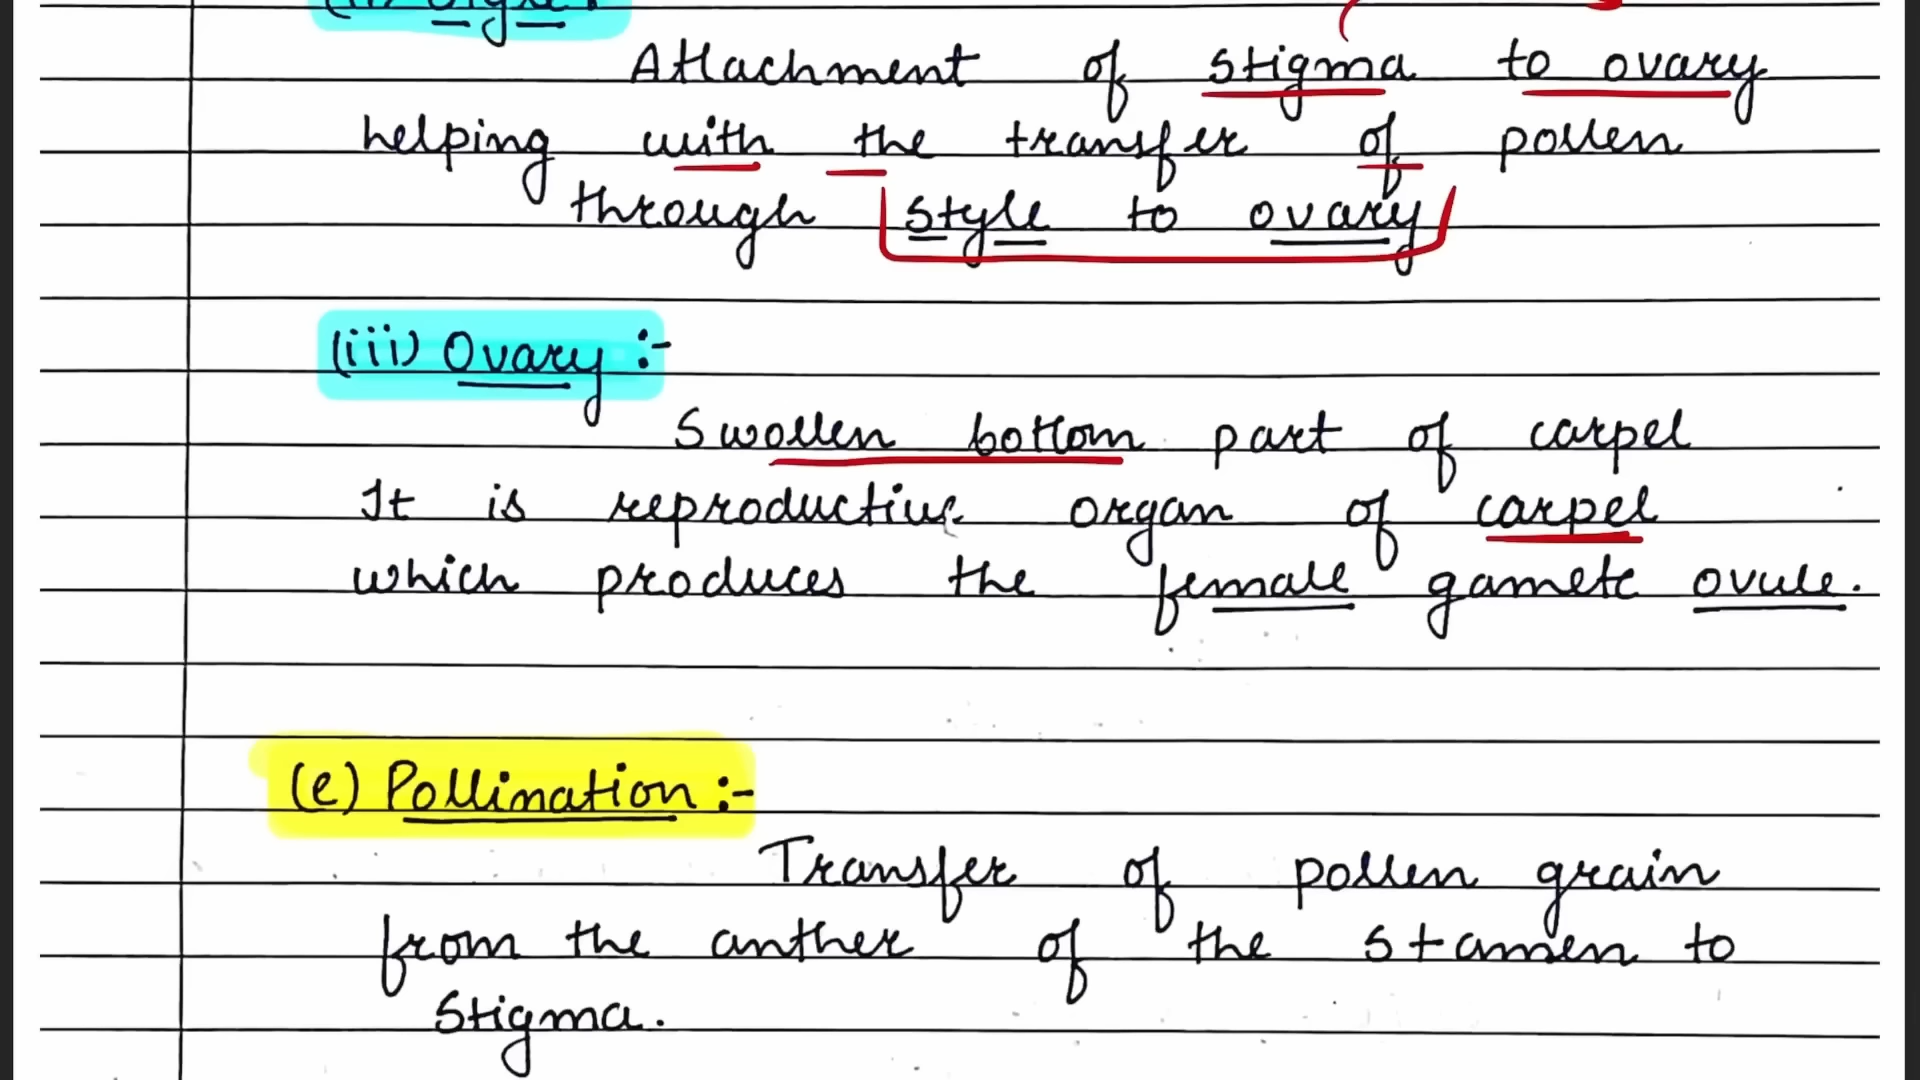 (ii) Style :-
Attachment of stigma to ovary
helping with the transfer of pollen
through style to ovary
(iii) Ovary :-
Swollen bottom part of carpel
It is reproductive organ of carpel
which produces the female gamete ovule.
(e) Pollination :-
Transfer of pollen grain
from the anther of the stamen to
Stigma.